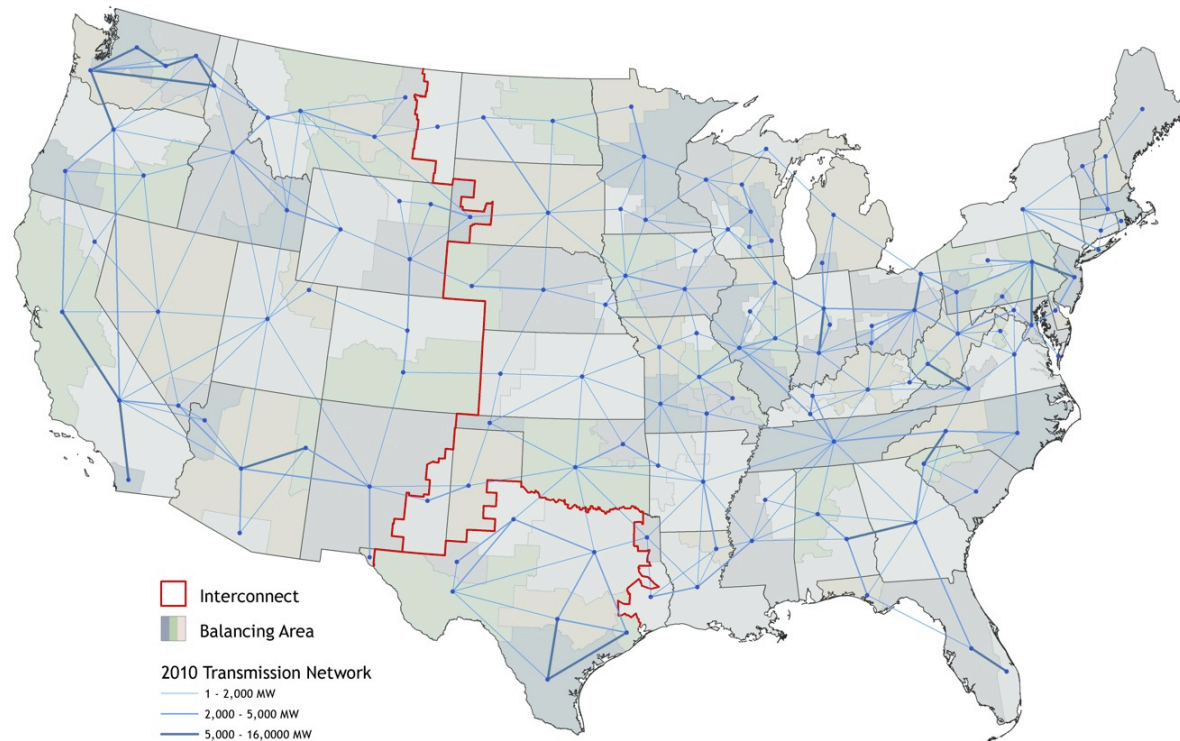 Interconnect
Balancing Area
2010 Transmission Network
1 - 2,000 MW
2,000 - 5,000 MW
5,000 - 16,0000 MW